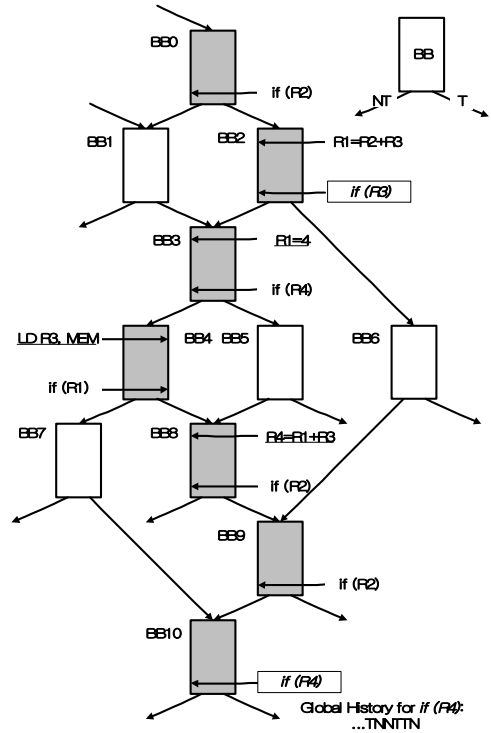 BB0
BB
if (R2)
NT
T
BB1
BB2
R1=R2+R3
if (R3)
BB3
R1=4
if (R4)
LD R3, MEM
BB4
BB5
BB6
if (R1)
BB7
BB8
R4=R1+R3
if (R2)
BB9
if (R2)
BB10
if (R4)
Global History for if (R4):
...TNNTTN